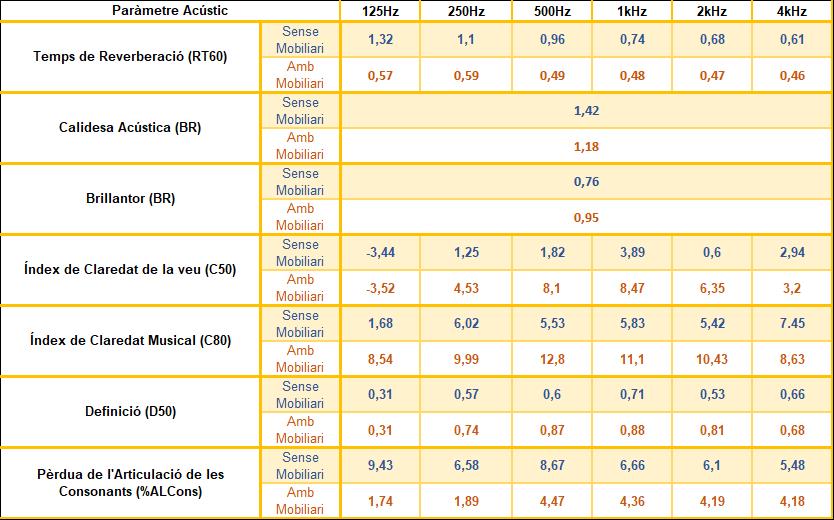 Paràmetre Acústic 125Hz 250Hz 500Hz 1kHz 2kHz 4kHz
Temps de Reverberació (RT60)
Sense Mobiliari 1,32 1,1 0,96 0,74 0,68 0,61
Amb Mobiliari 0,57 0,59 0,49 0,48 0,47 0,46
Calidesa Acústica (BR)
Sense Mobiliari 1,42
Amb Mobiliari 1,18
Brillantor (BR)
Sense Mobiliari 0,76
Amb Mobiliari 0,95
Índex de Claredat de la veu (C50)
Sense Mobiliari -3,44 1,25 1,82 3,89 0,6 2,94
Amb Mobiliari -3,52 4,53 8,1 8,47 6,35 3,2
Índex de Claredat Musical (C80)
Sense Mobiliari 1,68 6,02 5,53 5,83 5,42 7.45
Amb Mobiliari 8,54 9,99 12,8 11,1 10,43 8,63
Definició (D50)
Sense Mobiliari 0,31 0,57 0,6 0,71 0,53 0,66
Amb Mobiliari 0,31 0,74 0,87 0,88 0,81 0,68
Pèrdua de l'Articulació de les
Consonants (%ALCons)
Sense Mobiliari 9,43 6,58 8,67 6,66 6,1 5,48
Amb Mobiliari 1,74 1,89 4,47 4,36 4,19 4,18